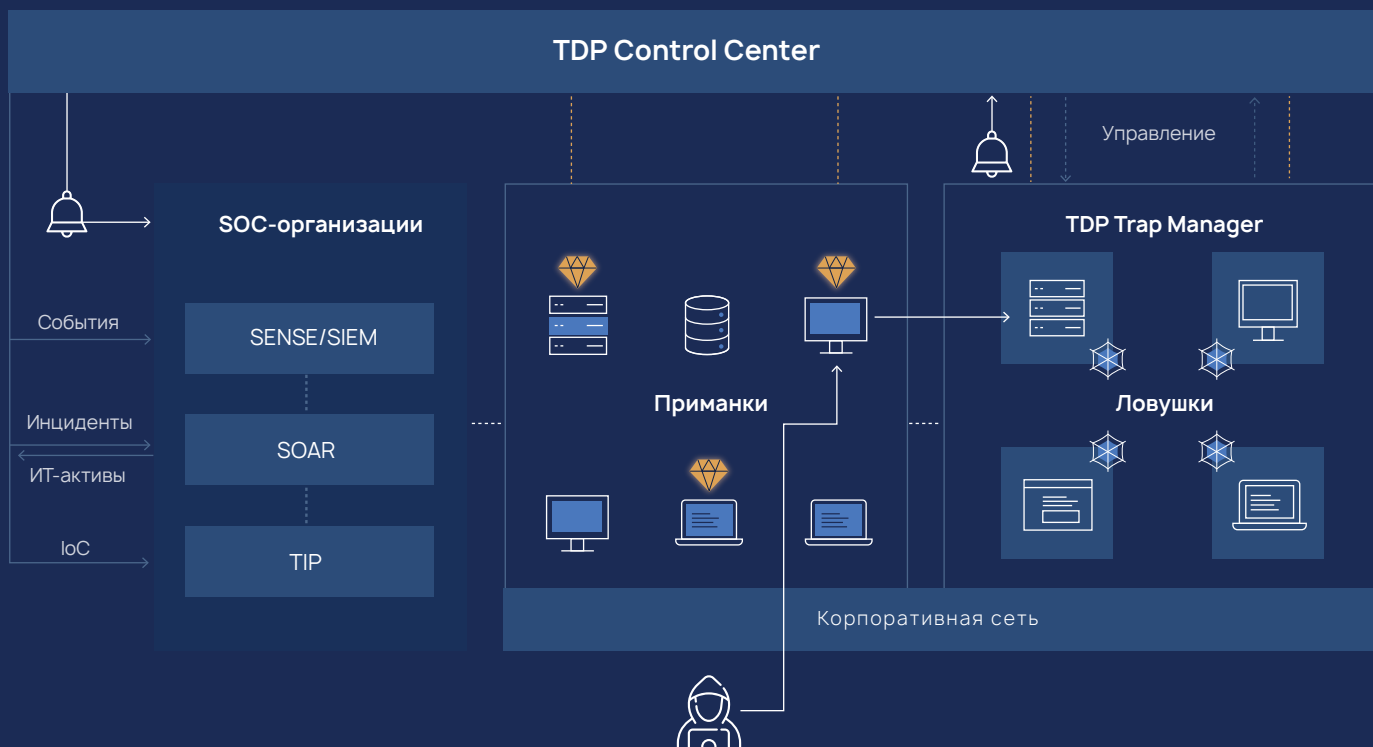 TDP Control Center
Управление
SOC-организации
TDP Trap Manager
События
SENSE/SIEM
Инциденты
SOAR
ИТ-активы
IoC
TIP
Приманки
Ловушки
Корпоративная сеть